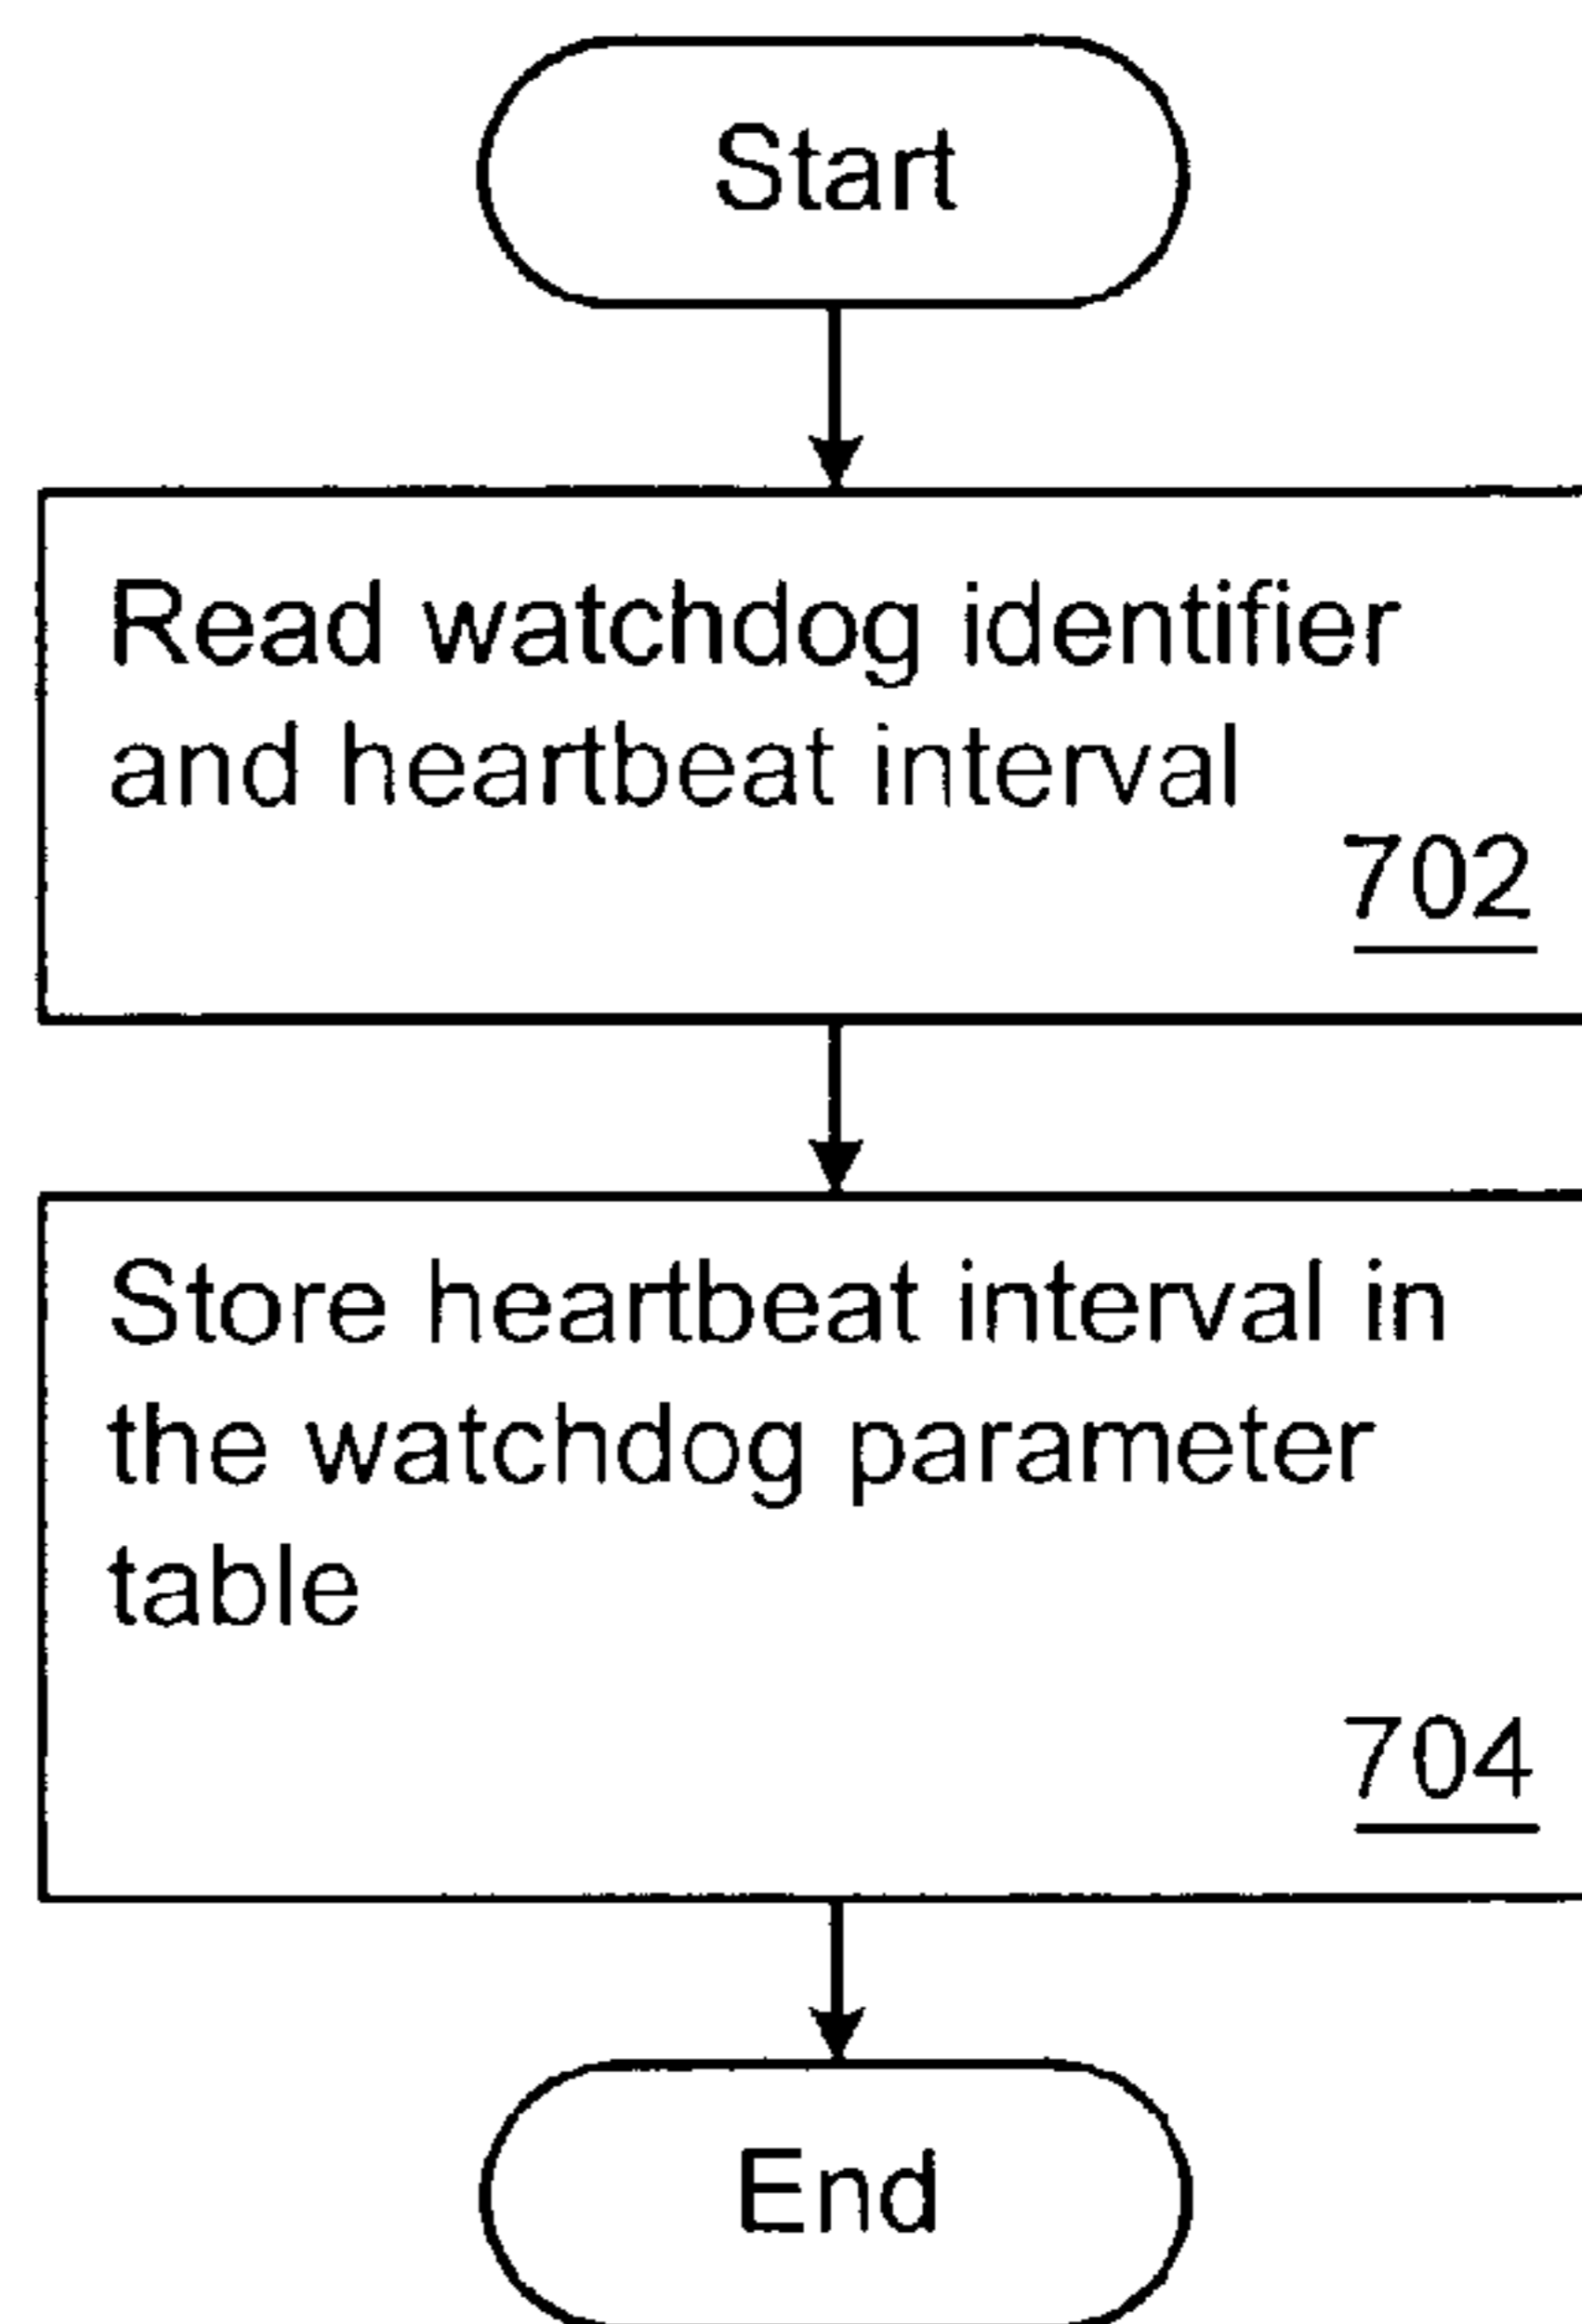 Start
Read watchdog identifier
and heartbeat interval
702
Store heartbeat interval in
the watchdog parameter
table
704
End